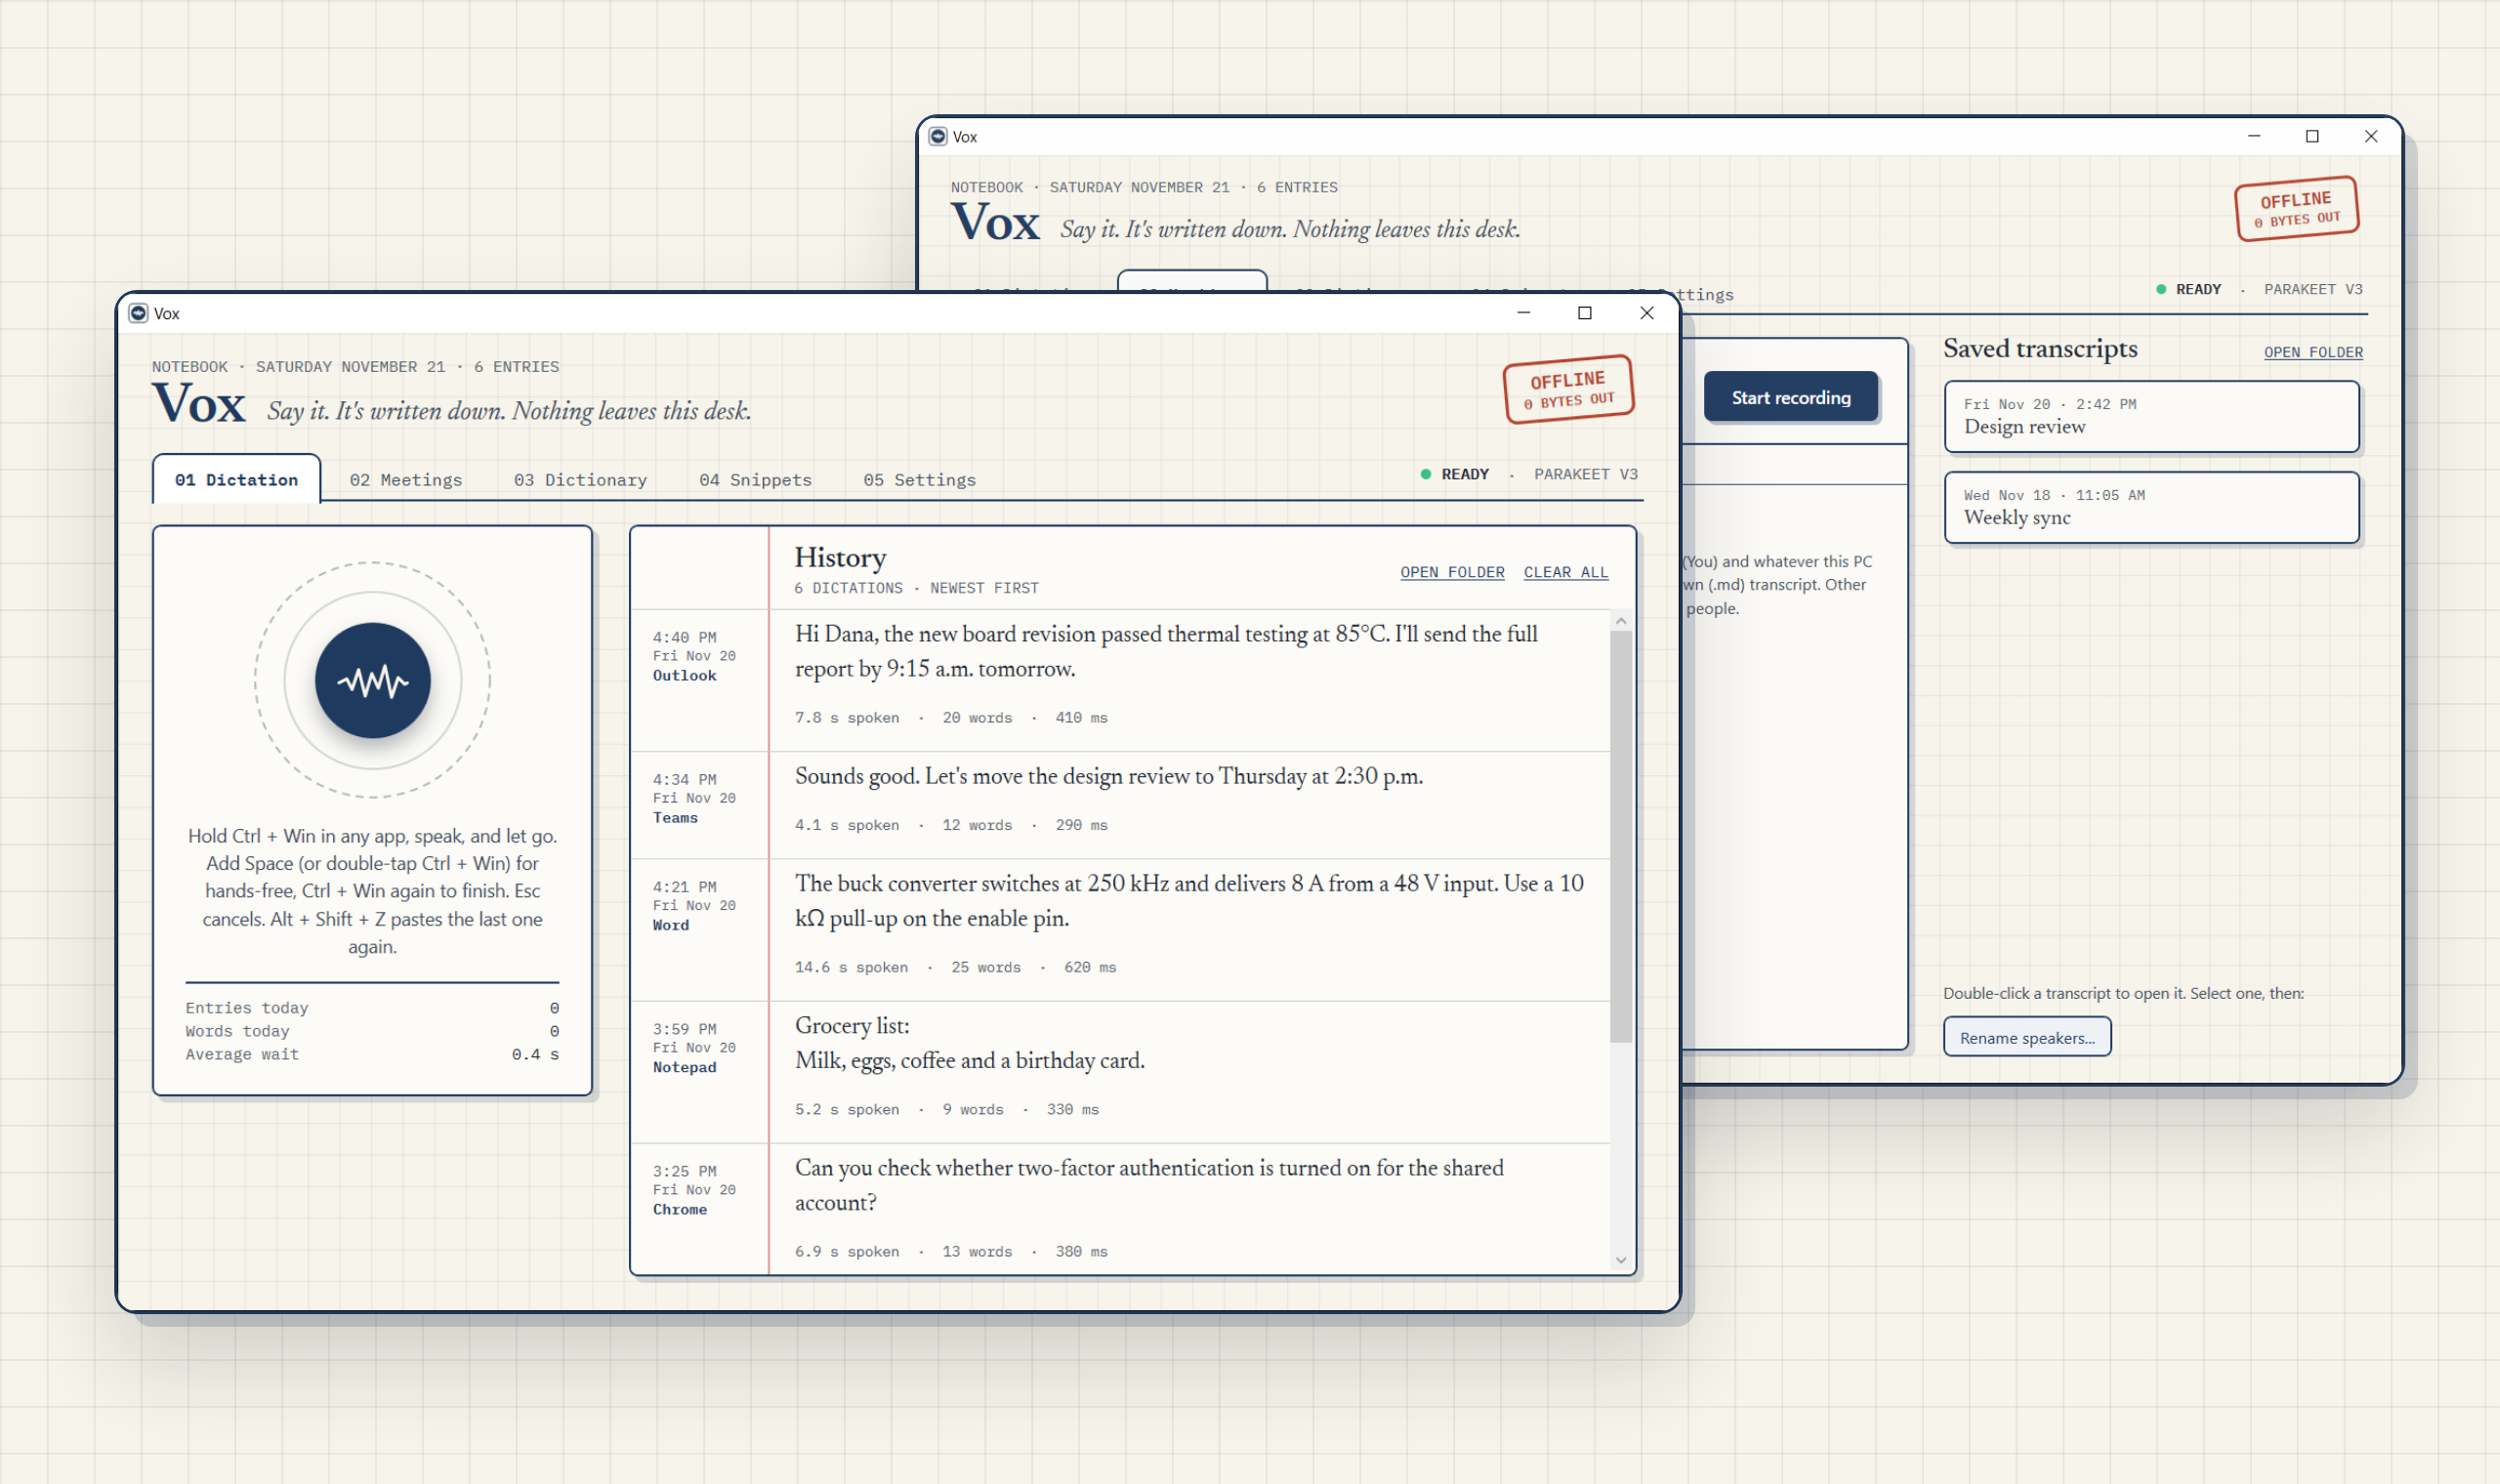 Vox
NOTEBOOK · SATURDAY NOVEMBER 21 · 6 ENTRIES
Vox Say it. It's written down. Nothing leaves this desk.
OFFLINE
0 BYTES OUT
ttings
READY · PARAKEET V3
Start recording
(You) and whatever this PC
wn (.md) transcript. Other
people.
Saved transcripts OPEN FOLDER
Fri Nov 20 · 2:42 PM
Design review
Wed Nov 18 · 11:05 AM
Weekly sync
Double-click a transcript to open it. Select one, then:
Rename speakers...
Vox
NOTEBOOK · SATURDAY NOVEMBER 21 · 6 ENTRIES
Vox Say it. It's written down. Nothing leaves this desk.
OFFLINE
0 BYTES OUT
01 Dictation 02 Meetings 03 Dictionary 04 Snippets 05 Settings
READY · PARAKEET V3
Hold Ctrl + Win in any app, speak, and let go.
Add Space (or double-tap Ctrl + Win) for
hands-free, Ctrl + Win again to finish. Esc
cancels. Alt + Shift + Z pastes the last one
again.
Entries today 0
Words today 0
Average wait 0.4 s
History
6 DICTATIONS · NEWEST FIRST
OPEN FOLDER CLEAR ALL
4:40 PM
Fri Nov 20
Outlook
Hi Dana, the new board revision passed thermal testing at 85°C. I'll send the full
report by 9:15 a.m. tomorrow.
7.8 s spoken · 20 words · 410 ms
4:34 PM
Fri Nov 20
Teams
Sounds good. Let's move the design review to Thursday at 2:30 p.m.
4.1 s spoken · 12 words · 290 ms
4:21 PM
Fri Nov 20
Word
The buck converter switches at 250 kHz and delivers 8 A from a 48 V input. Use a 10
kΩ pull-up on the enable pin.
14.6 s spoken · 25 words · 620 ms
3:59 PM
Fri Nov 20
Notepad
Grocery list:
Milk, eggs, coffee and a birthday card.
5.2 s spoken · 9 words · 330 ms
3:25 PM
Fri Nov 20
Chrome
Can you check whether two-factor authentication is turned on for the shared
account?
6.9 s spoken · 13 words · 380 ms